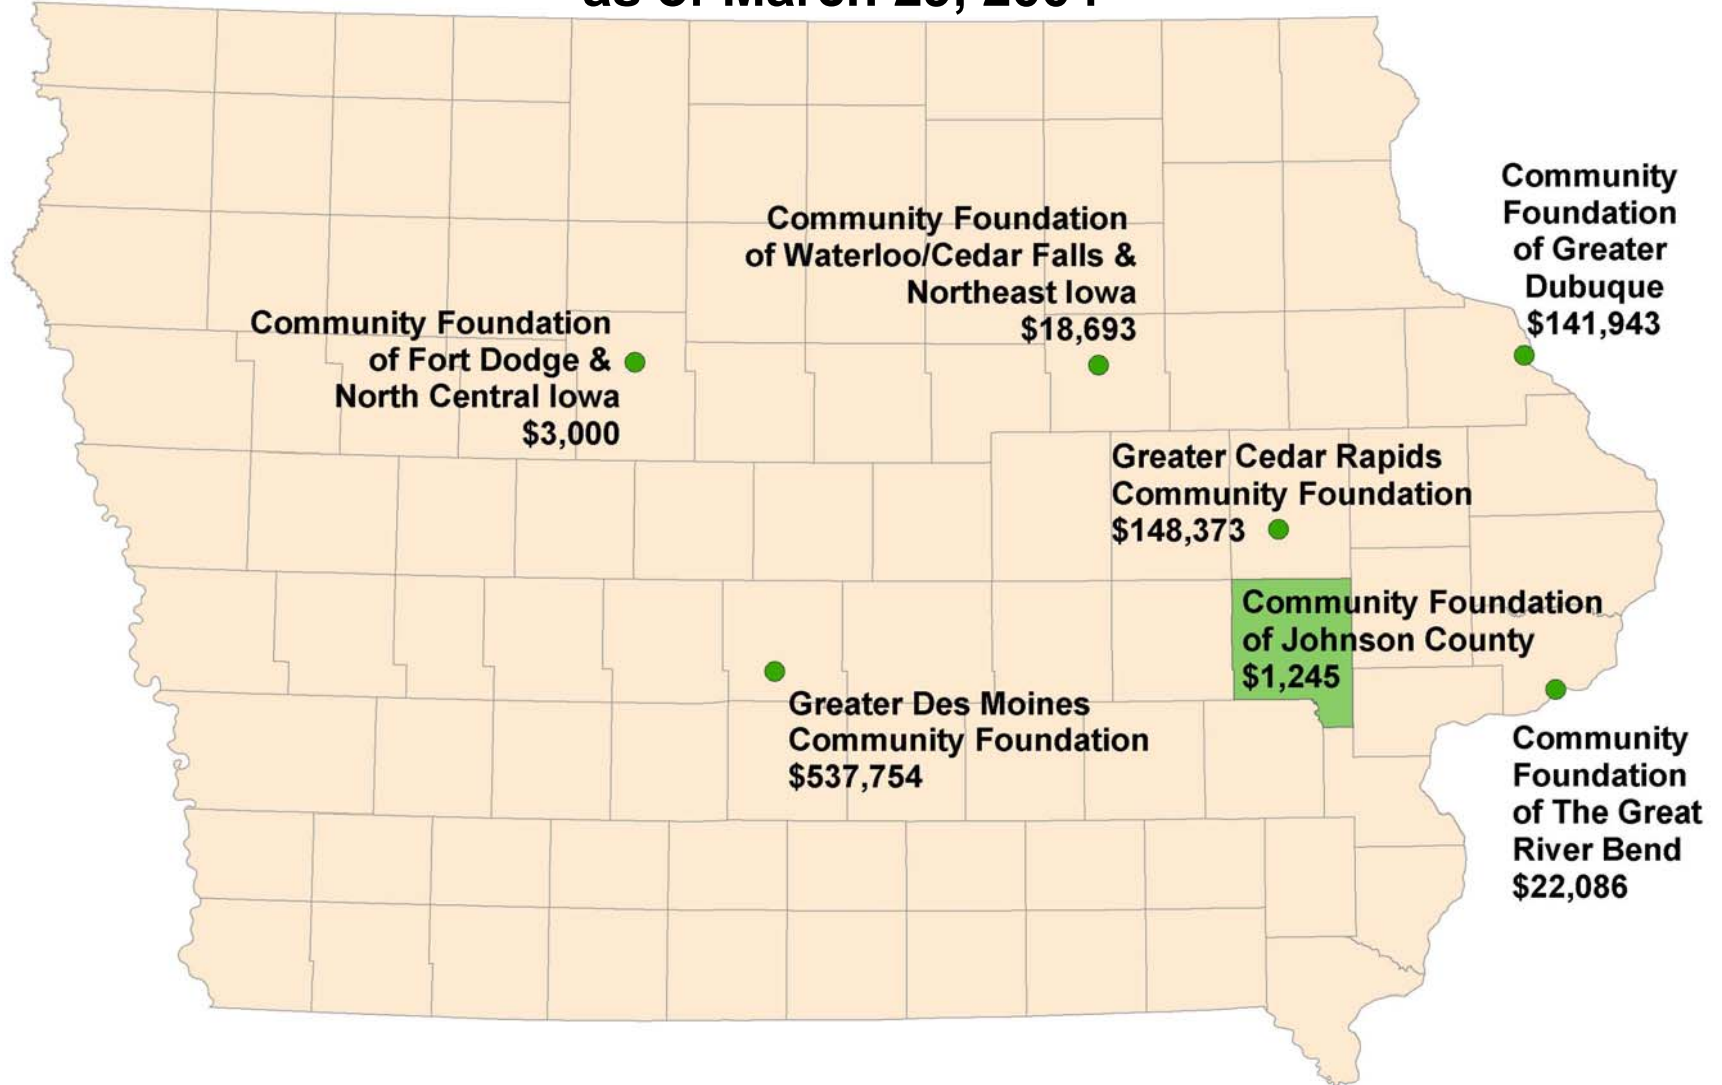 as of March
Community
Foundation
of Greater
Dubuque
$141,943
Community Foundation
of Waterloo/Cedar Falls &
Northeast Iowa
$18,693
Community Foundation
of Fort Dodge &
North Central Iowa
$3,000
Greater Cedar Rapids
Community Foundation
$148,373
Community Foundation
of Johnson County
$1,245
Greater Des Moines
Community Foundation
$537,754
Community
Foundation
of The Great
River Bend
$22,086